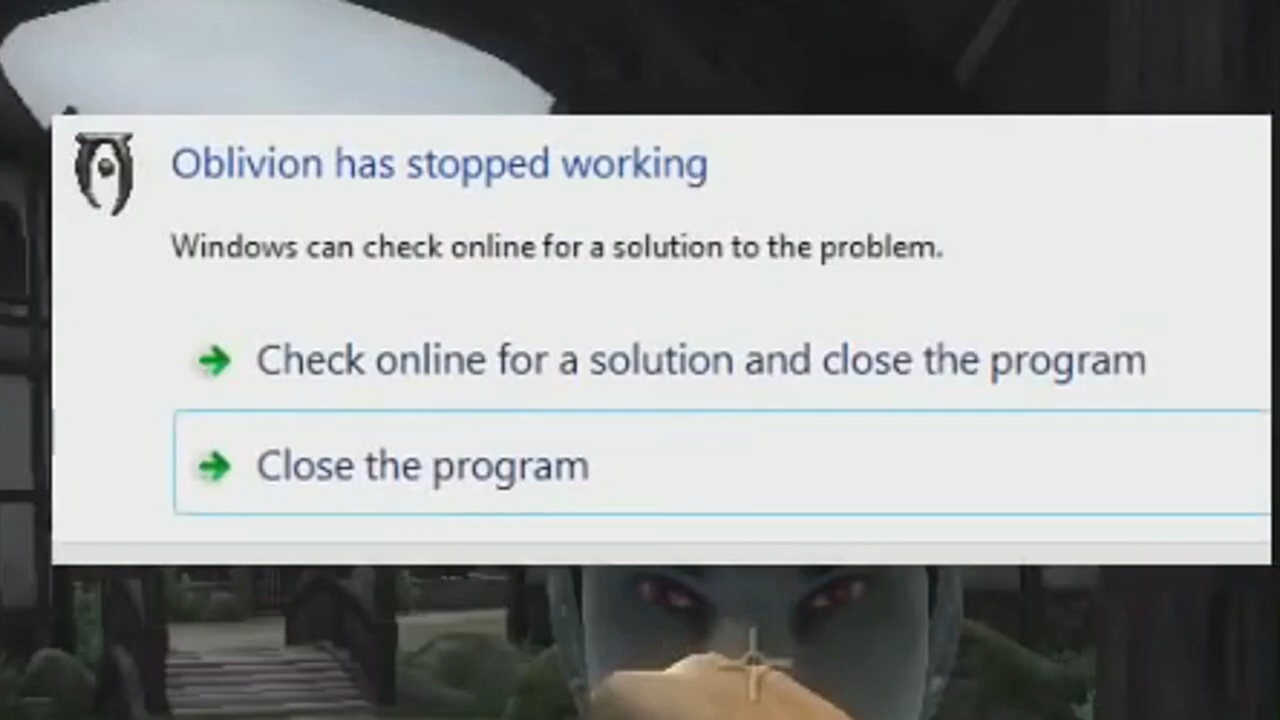 Oblivion has stopped working
Windows can check online for a solution to the problem.
Check online for a solution and close the program
Close the program